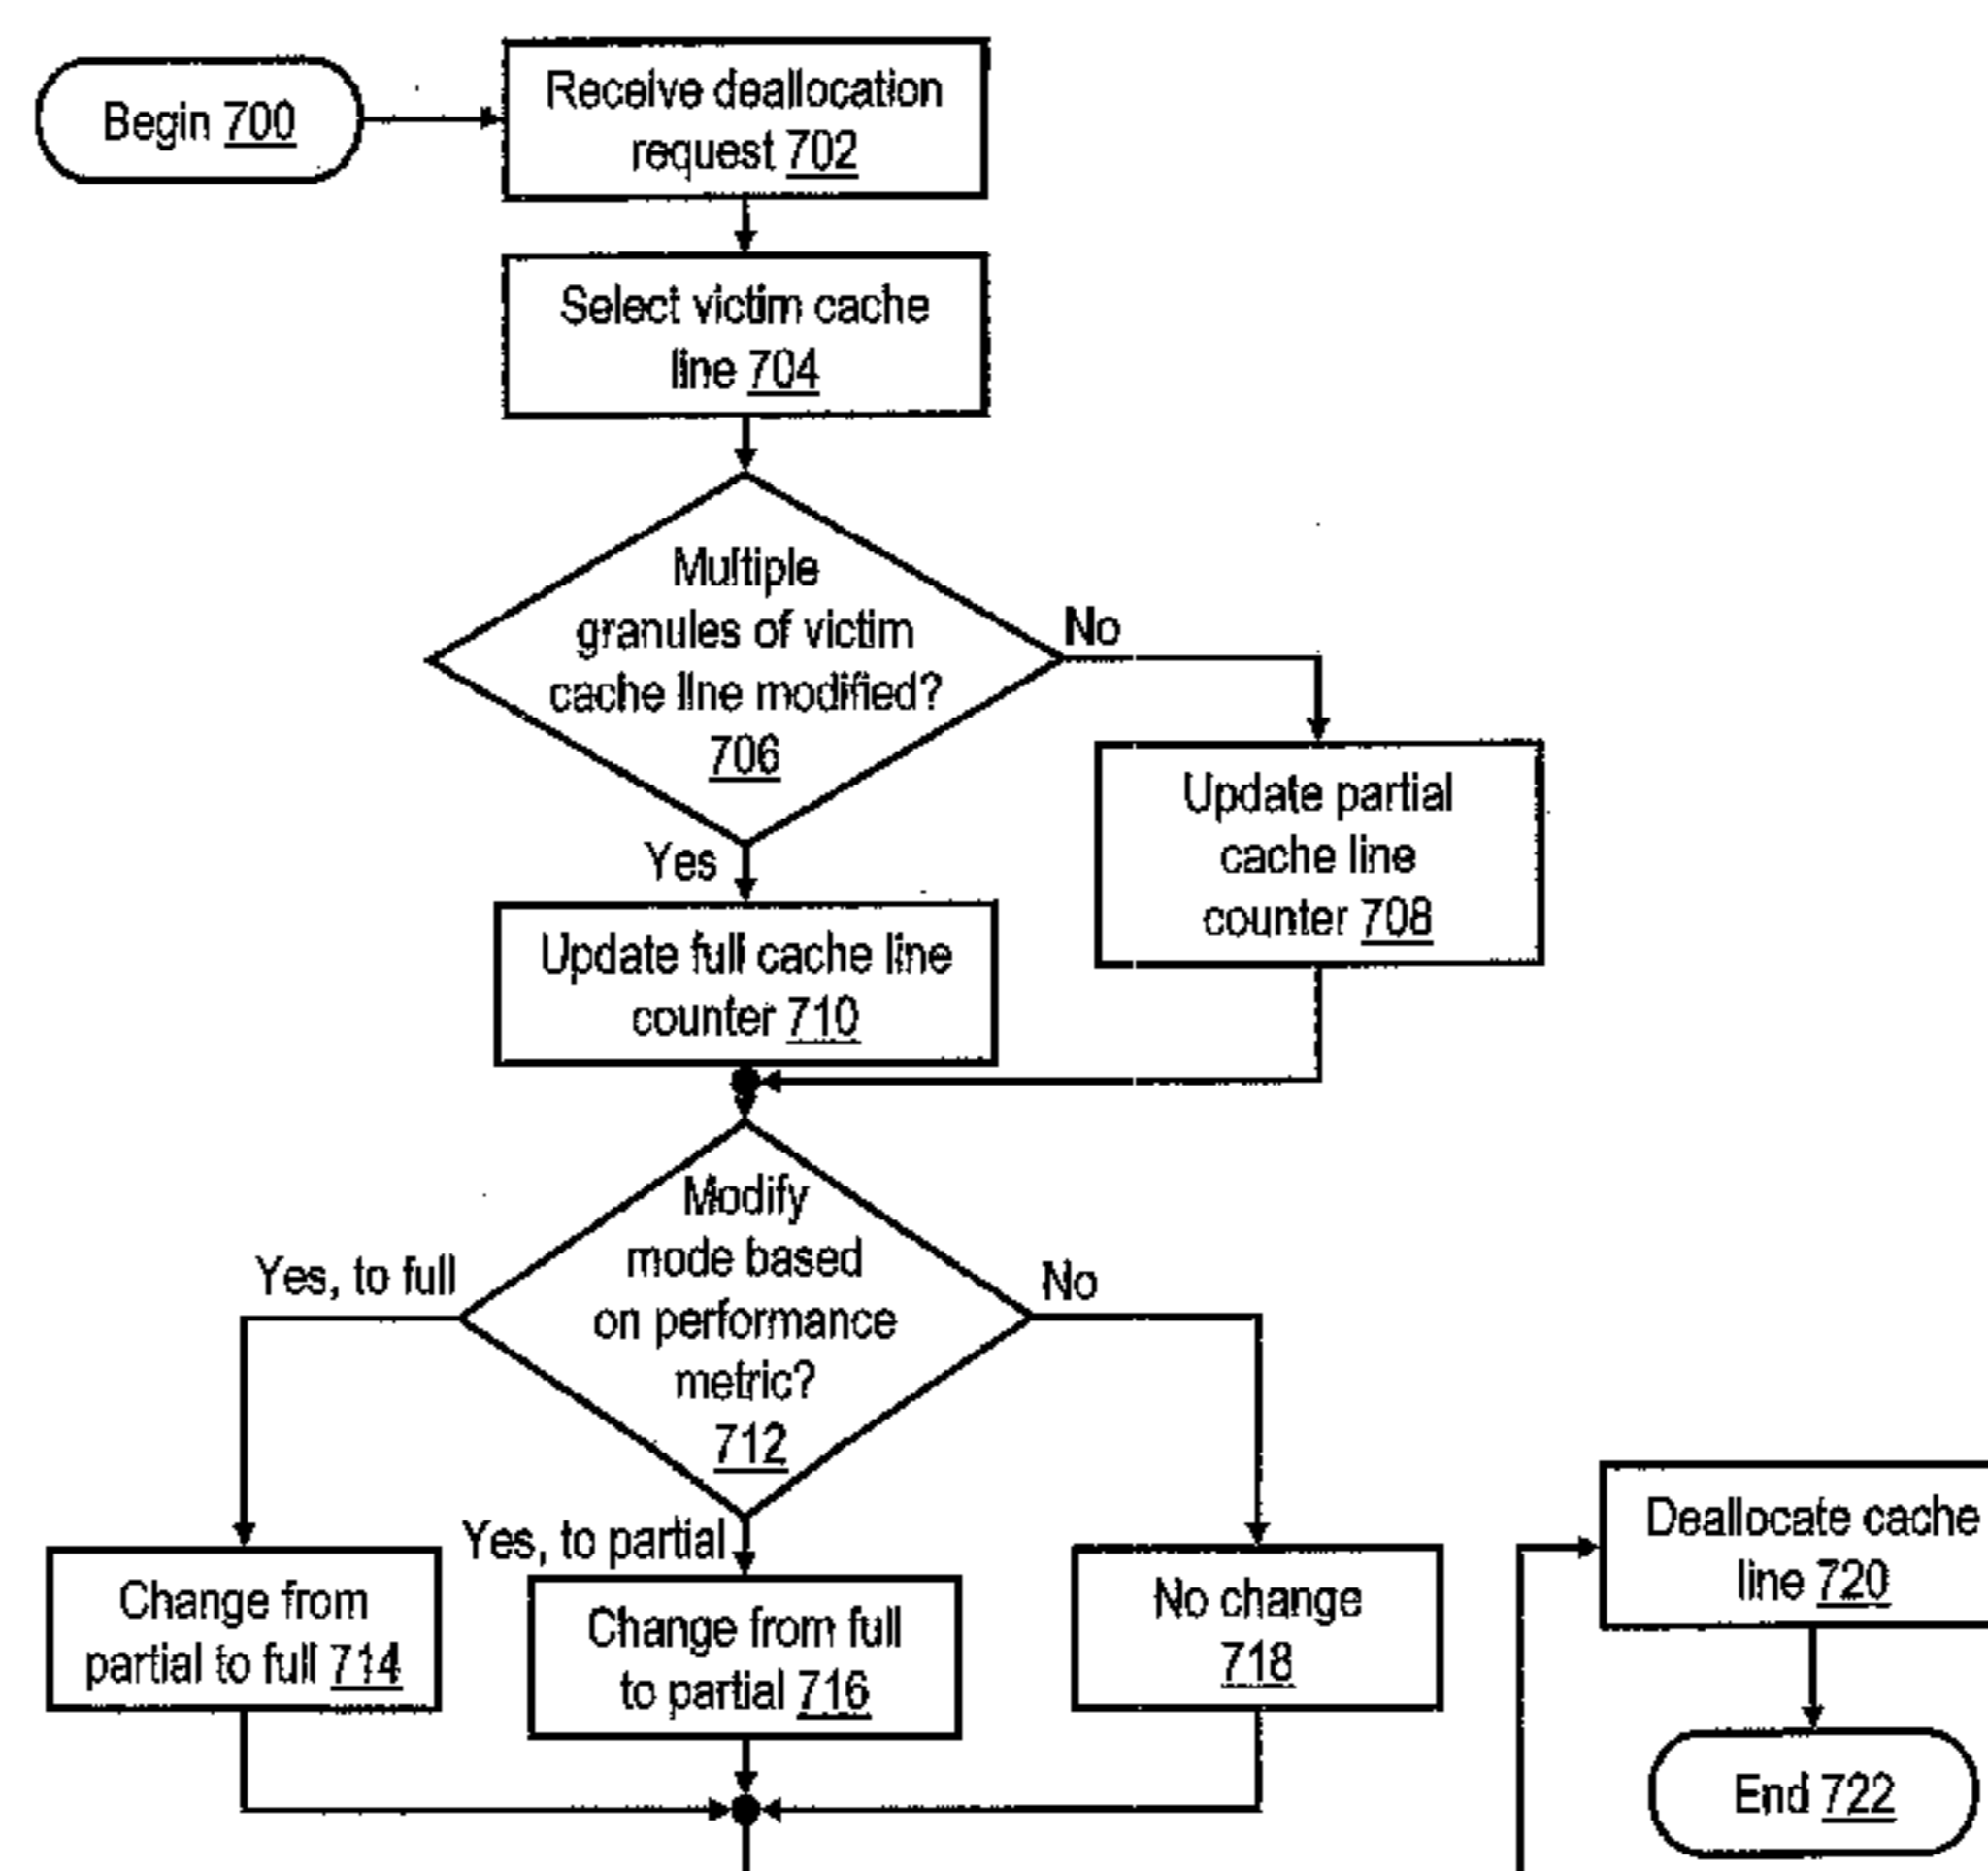 Begin 700
Receive deallocation
request 702
Select victim cache
line 704
Multiple
granules of victim
cache line modified?
706
No
Yes
Update partial
cache line
counter 708
Update full cache line
counter 710
Modify
mode based
on performance
metric?
712
Yes, to full
No
Yes, to partial
Change from
partial to full 714
Change from full
to partial 716
No change
718
Deallocate cache
line 720
End 722